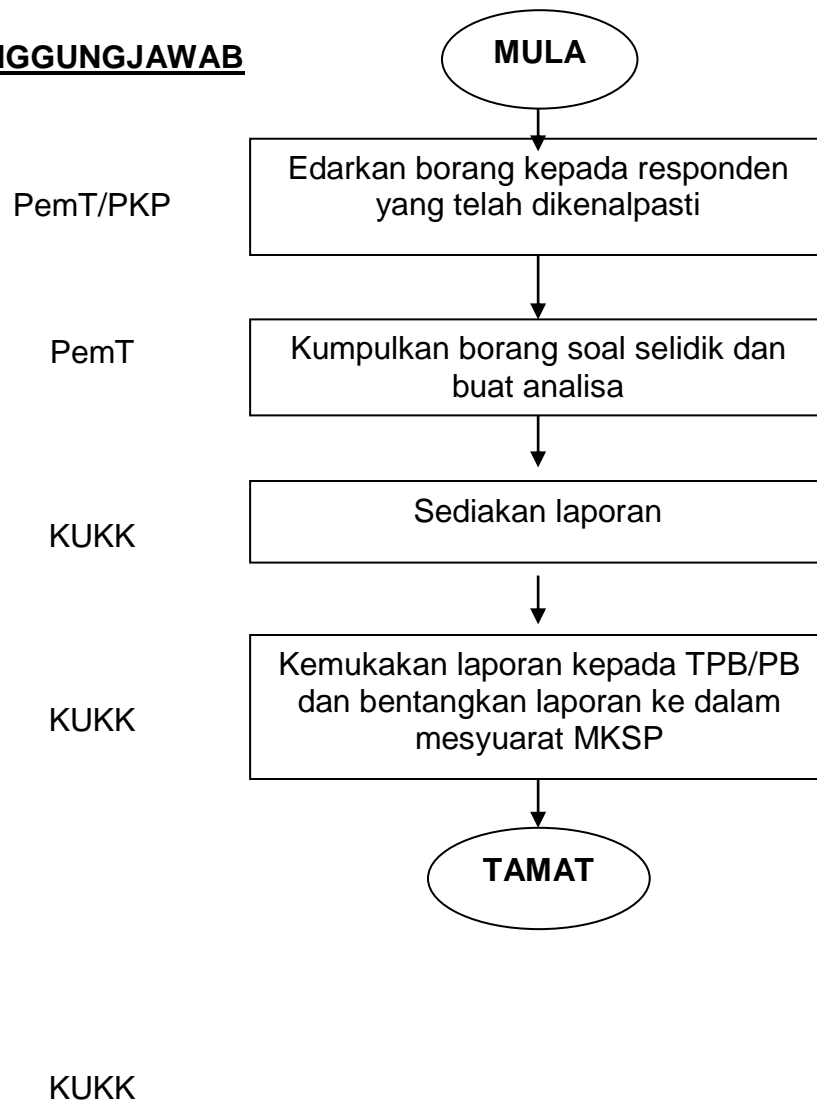 NGGUNGJAWAB
MULA
PemT/PKP
Edarkan borang kepada responden
yang telah dikenalpasti
PemT
Kumpulkan borang soal selidik dan
buat analisa
KUKK
Sediakan laporan
KUKK
Kemukakan laporan kepada TPB/PB
dan bentangkan laporan ke dalam
mesyuarat MKSP
TAMAT
KUKK